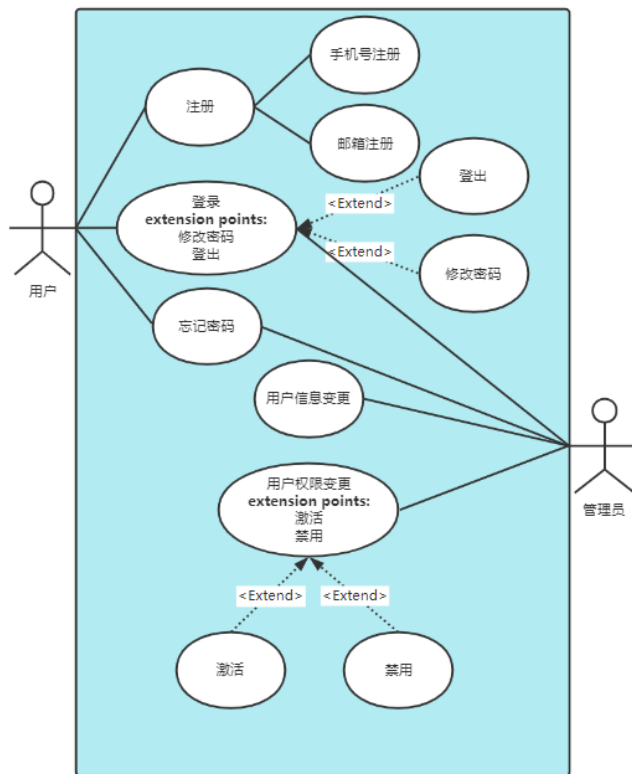 手机号注册
注册
邮箱注册
登出
<Extend>
登录
extension points:
修改密码
登出
<Extend>
修改密码
用户
忘记密码
用户信息变更
用户权限变更
extension points:
激活
禁用
管理员
<Extend>
<Extend>
激活
禁用